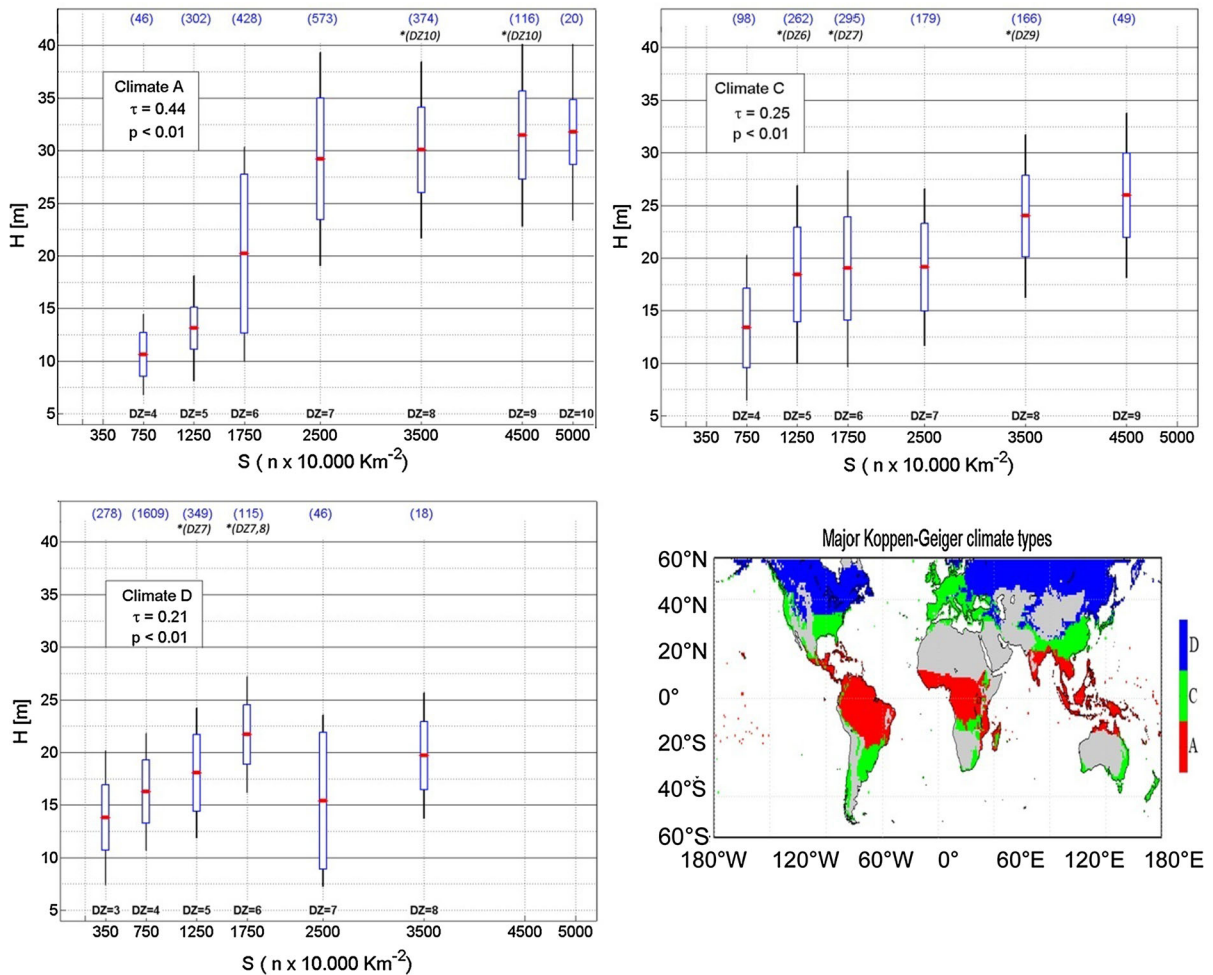 (46) (302) (428) (573) (374) (116) (20)
*(DZ10) *(DZ10)
40
35
30
25
20
15
10
5
H [m]
Climate A
τ = 0.44
p < 0.01
DZ=4 DZ=5 DZ=6 DZ=7 DZ=8 DZ=9 DZ=10
350 750 1250 1750 2500 3500 4500 5000
S ( n x 10.000 Km-2)
(98) (262) (295) (179) (166) (49)
*(DZ6) *(DZ7) *(DZ9)
40
35
30
25
20
15
10
5
H [m]
Climate C
τ = 0.25
p < 0.01
DZ=4 DZ=5 DZ=6 DZ=7 DZ=8 DZ=9
350 750 1250 1750 2500 3500 4500 5000
S ( n x 10.000 Km-2)
(278) (1609) (349) (115) (46) (18)
*(DZ7) *(DZ7,8)
40
35
30
25
20
15
10
5
H [m]
Climate D
τ = 0.21
p < 0.01
DZ=3 DZ=4 DZ=5 DZ=6 DZ=7 DZ=8
350 750 1250 1750 2500 3500 4500 5000
S ( n x 10.000 Km-2)
Major Koppen-Geiger climate types
60°N
40°N
20°N
0°
20°S
40°S
60°S
180°W 120°W 60°W 0° 60°E 120°E 180°E
D
C
A